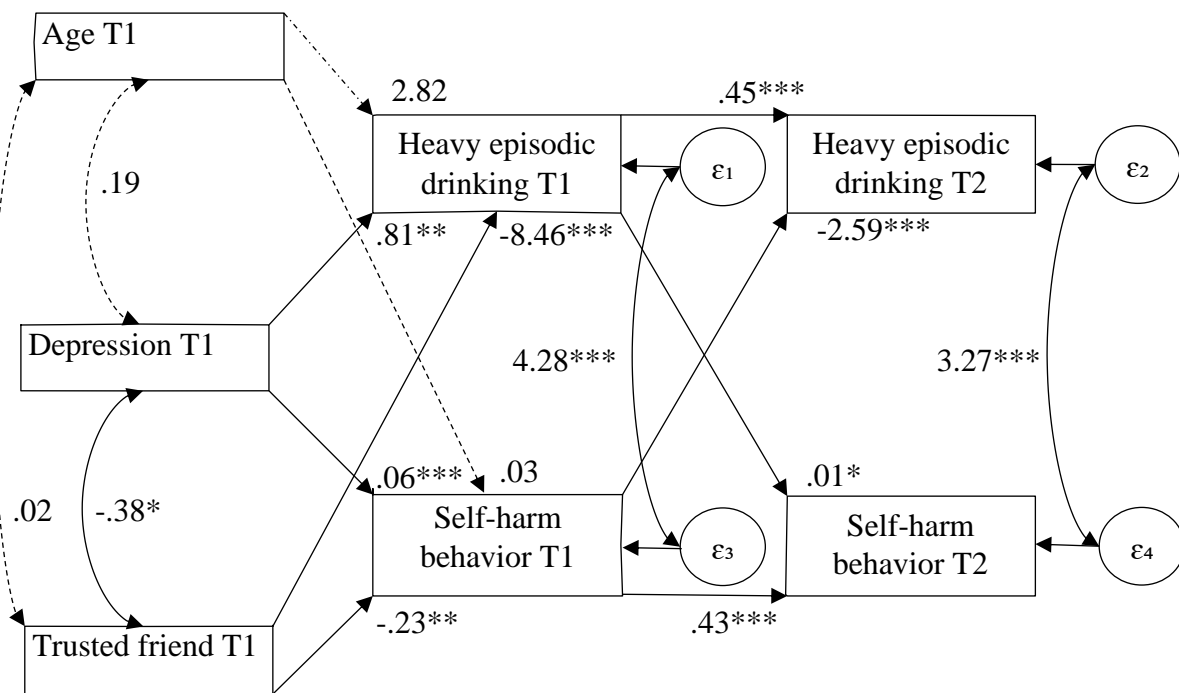 Age T1
2.82
.45***
Heavy episodic
drinking T1
ε₁
Heavy episodic
drinking T2
ε₂
.19
.81**
-8.46***
-2.59***
Depression T1
4.28***
3.27***
.06***
.03
.01*
.02
-.38*
Self-harm
behavior T1
ε₃
Self-harm
behavior T2
ε₄
-.23**
.43***
Trusted friend T1